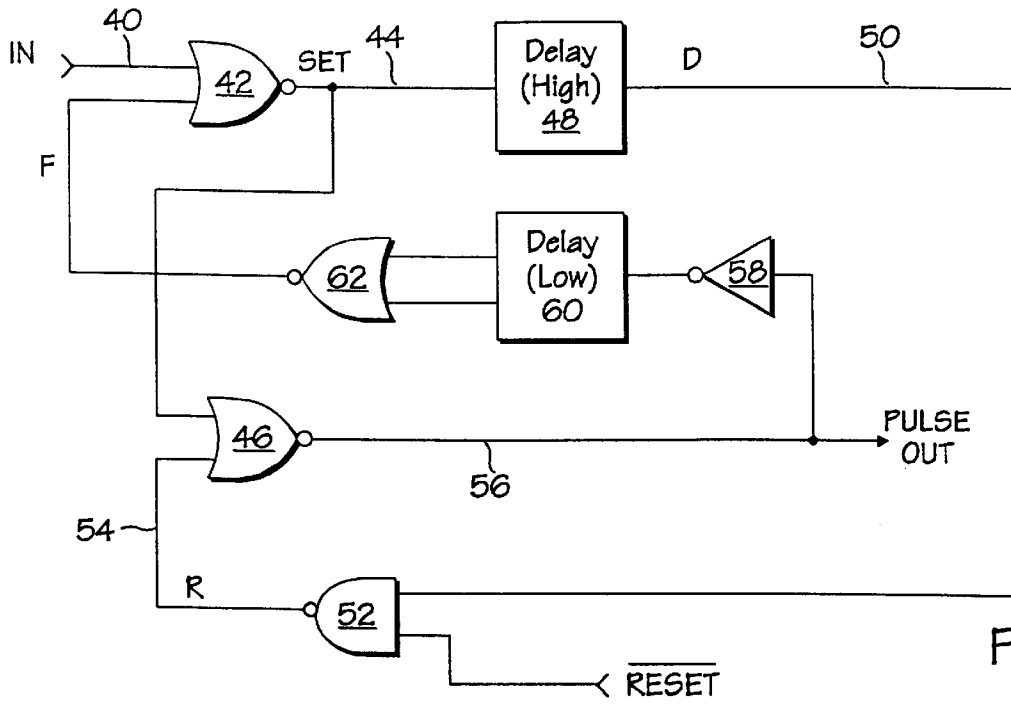 40
IN
42
SET
44
Delay
(High)
48
D
50
F
62
Delay
(Low)
60
58
46
56
PULSE
OUT
54
R
52
F
RESET